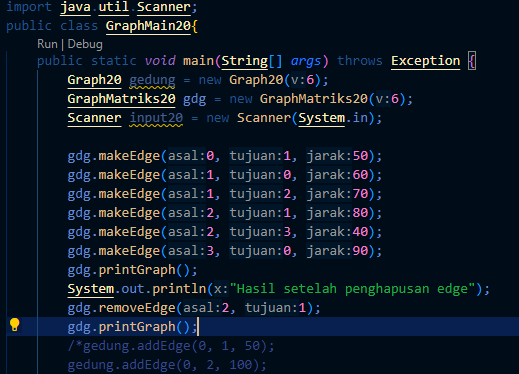 import java.util.Scanner;
public class GraphMain20{
Run | Debug
public static void main(String[] args) throws Exception {
Graph20 gedung = new Graph20(v:6);
GraphMatriks20 gdg = new GraphMatriks20(v:6);
Scanner input20 = new Scanner(System.in);
gdg.makeEdge(asal:0, tujuan:1, jarak:50);
gdg.makeEdge(asal:1, tujuan:0, jarak:60);
gdg.makeEdge(asal:1, tujuan:2, jarak:70);
gdg.makeEdge(asal:2, tujuan:1, jarak:80);
gdg.makeEdge(asal:2, tujuan:3, jarak:40);
gdg.makeEdge(asal:3, tujuan:0, jarak:90);
gdg.printGraph();
System.out.println(x:"Hasil setelah penghapusan edge");
gdg.removeEdge(asal:2, tujuan:1);
gdg.printGraph();
/*gedung.addEdge(0, 1, 50);
gedung.addEdge(0, 2, 100);